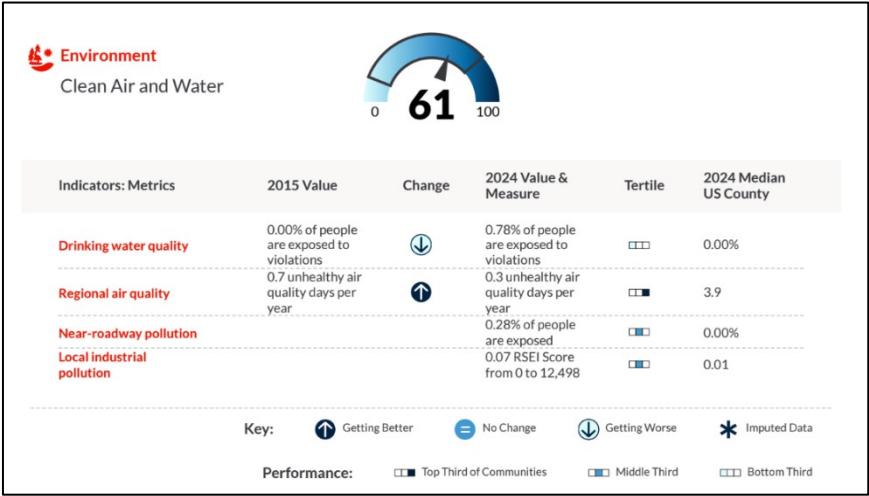 Environment
Clean Air and Water
0
61
100
Indicators: Metrics
2015 Value
Change
2024 Value &
Measure
Tertile
2024 Median
US County
Drinking water quality
0.00% of people
are exposed to
violations
0.78% of people
are exposed to
violations
0.00%
Regional air quality
0.7 unhealthy air
quality days per
year
0.3 unhealthy air
quality days per
year
3.9
Near-roadway pollution
0.28% of people
are exposed
0.00%
Local industrial
pollution
0.07 RSEI Score
from 0 to 12,498
0.01
Key:
Getting Better
No Change
Getting Worse
Imputed Data
Performance:
Top Third of Communities
Middle Third
Bottom Third